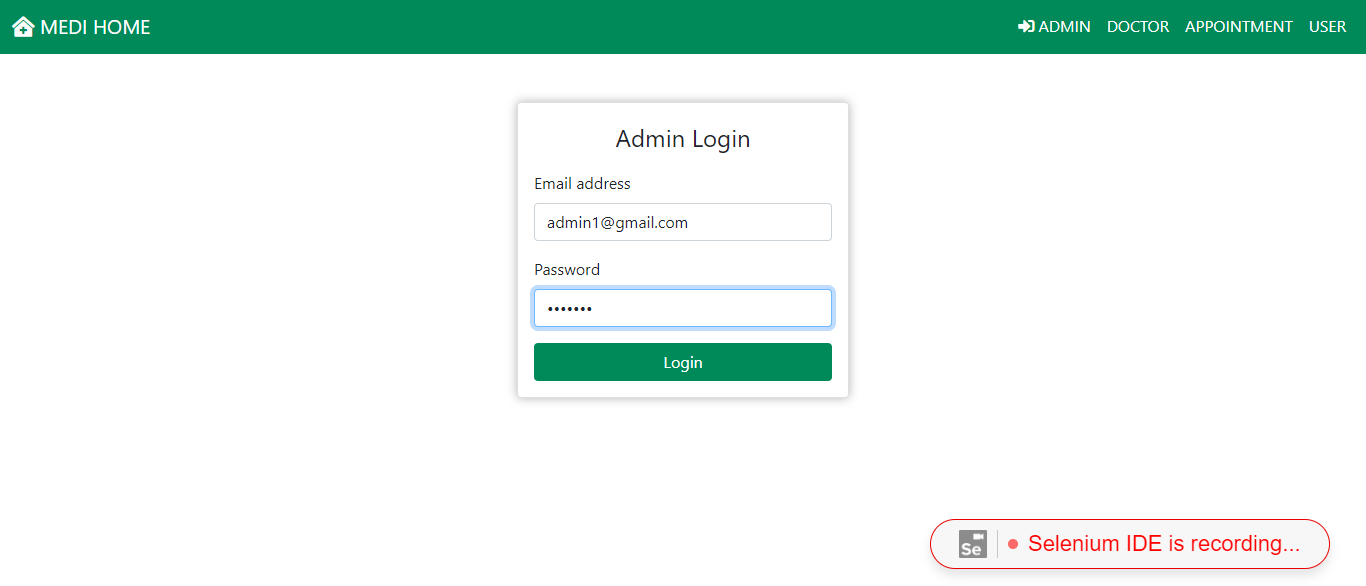 MEDI HOME
ADMIN DOCTOR APPOINTMENT USER
Admin Login
Email address
admin1@gmail.com
Password
•••••••
Login
Se
Selenium IDE is recording...